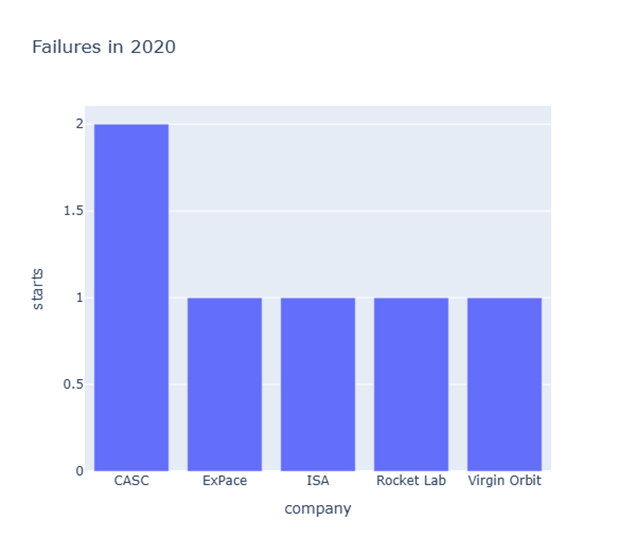 Failures in 2020
2
1.5
1
0.5
0
starts
CASC
ExPace
ISA
Rocket Lab
Virgin Orbit
company